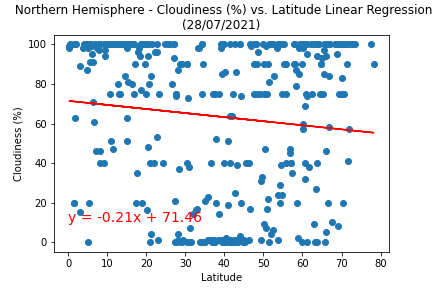 Northern Hemisphere - Cloudiness (%) vs. Latitude Linear Regression
(28/07/2021)
100
80
60
40
20
0
Cloudiness (%)
y = -0.21x + 71.46
0 10 20 30 40 50 60 70 80
Latitude